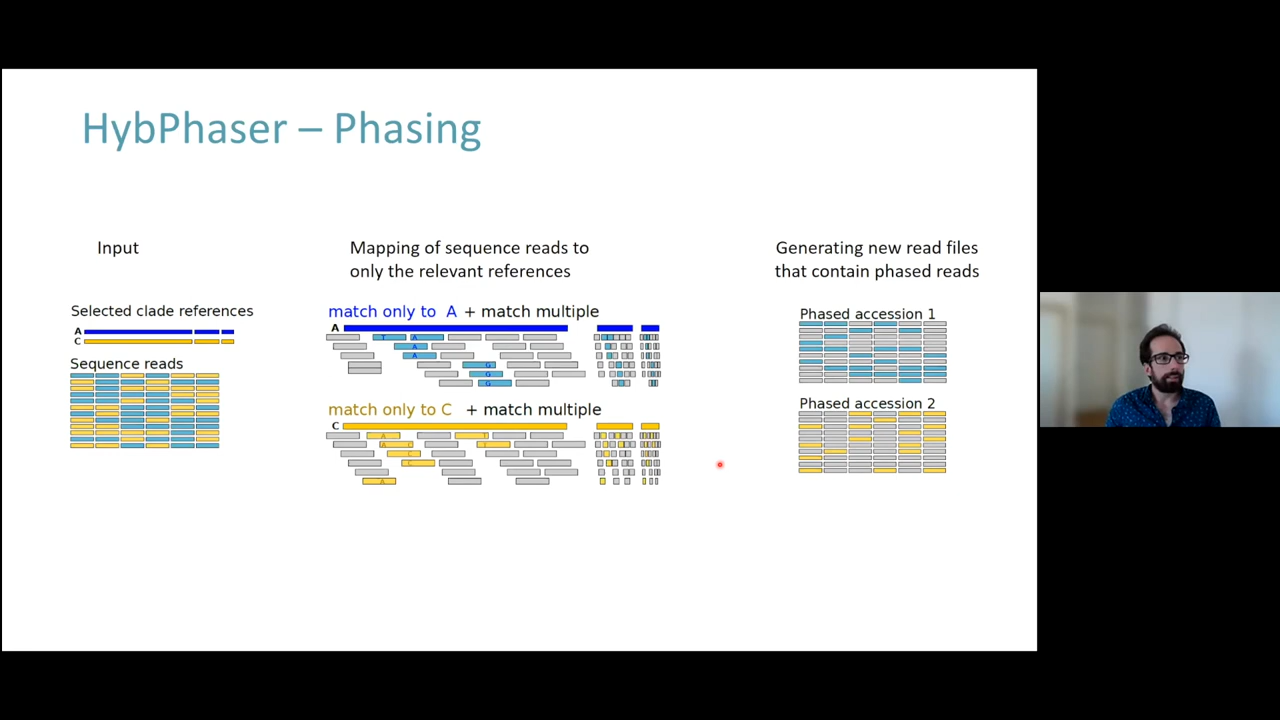 HybPhaser – Phasing
Input
Selected clade references
A
C
Sequence reads
Mapping of sequence reads to
only the relevant references
match only to A + match multiple
A
T A
A
A
G
G
G
match only to C + match multiple
C
A T
A C T
C
C
A
Generating new read files
that contain phased reads
Phased accession 1
Phased accession 2